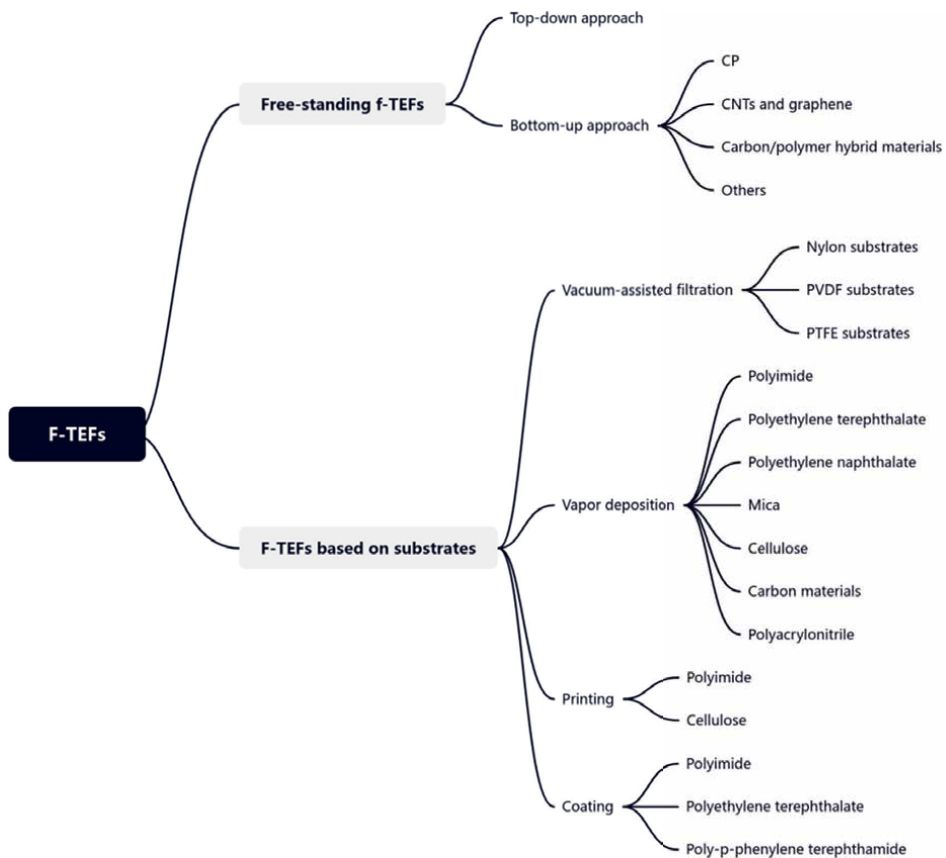 F-TEFs
Free-standing f-TEFs
Top-down approach
Bottom-up approach
CP
CNTs and graphene
Carbon/polymer hybrid materials
Others
F-TEFs based on substrates
Vacuum-assisted filtration
Nylon substrates
PVDF substrates
PTFE substrates
Vapor deposition
Polyimide
Polyethylene terephthalate
Polyethylene naphthalate
Mica
Cellulose
Carbon materials
Polyacrylonitrile
Printing
Polyimide
Cellulose
Coating
Polyimide
Polyethylene terephthalate
Poly-p-phenylene terephthamide